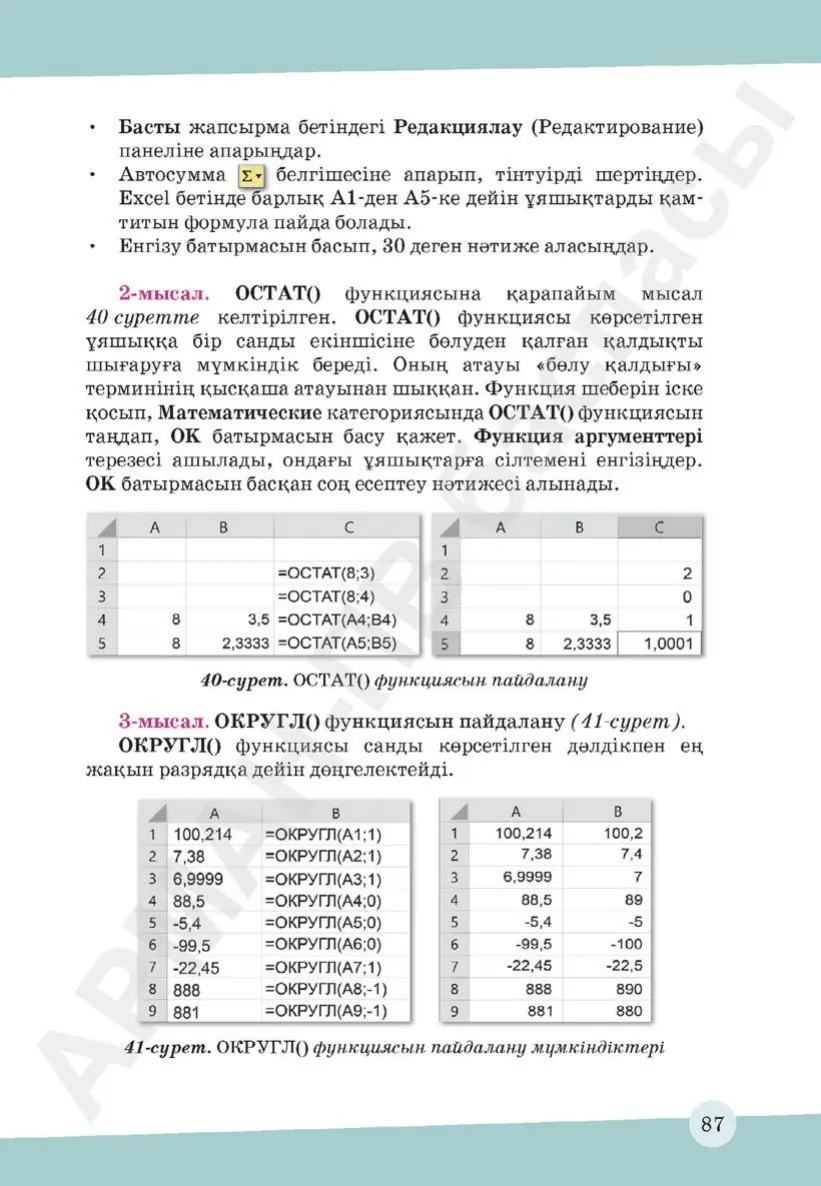 • Басты жапсырма бетіндегі Редакциялау (Редактирование)
панеліне апарыңдар.
• Автосумма Σ▾ белгішесіне апарып, тінтуірді шертіңдер.
Excel бетінде барлық А1-ден А5-ке дейін ұяшықтарды қам-
титын формула пайда болады.
• Енгізу батырмасын басып, 30 деген нәтиже аласыңдар.
2-мысал. ОСТАТ() функциясына қарапайым мысал
40 суретте келтірілген. ОСТАТ() функциясы көрсетілген
ұяшыққа бір санды екіншісіне бөлуден қалған қалдықты
шығаруға мүмкіндік береді. Оның атауы «бөлу қалдығы»
терминінің қысқаша атауынан шыққан. Функция шеберін іске
қосып, Математические категориясында ОСТАТ() функциясын
таңдап, ОК батырмасын басу қажет. Функция аргументтері
терезесі ашылады, ондағы ұяшықтарға сілтемені енгізіңдер.
ОК батырмасын басқан соң есептеу нәтижесі алынады.
A B C
1
2 =ОСТАТ(8;3)
3 =ОСТАТ(8;4)
4 8 3,5 =ОСТАТ(A4;B4)
5 8 2,3333 =ОСТАТ(A5;B5)
A B C
1
2 2
3 0
4 8 3,5 1
5 8 2,3333 1,0001
40-сурет. ОСТАТ() функциясын пайдалану
3-мысал. ОКРУГЛ() функциясын пайдалану (41-сурет).
ОКРУГЛ() функциясы санды көрсетілген дәлдікпен ең
жақын разрядқа дейін дөңгелектейді.
A B
1 100,214 =ОКРУГЛ(A1;1)
2 7,38 =ОКРУГЛ(A2;1)
3 6,9999 =ОКРУГЛ(A3;1)
4 88,5 =ОКРУГЛ(A4;0)
5 -5,4 =ОКРУГЛ(A5;0)
6 -99,5 =ОКРУГЛ(A6;0)
7 -22,45 =ОКРУГЛ(A7;1)
8 888 =ОКРУГЛ(A8;-1)
9 881 =ОКРУГЛ(A9;-1)
A B
1 100,214 100,2
2 7,38 7,4
3 6,9999 7
4 88,5 89
5 -5,4 -5
6 -99,5 -100
7 -22,45 -22,5
8 888 890
9 881 880
41-сурет. ОКРУГЛ() функциясын пайдалану мүмкіндіктері
87
АРМАН-ПВ баспасы